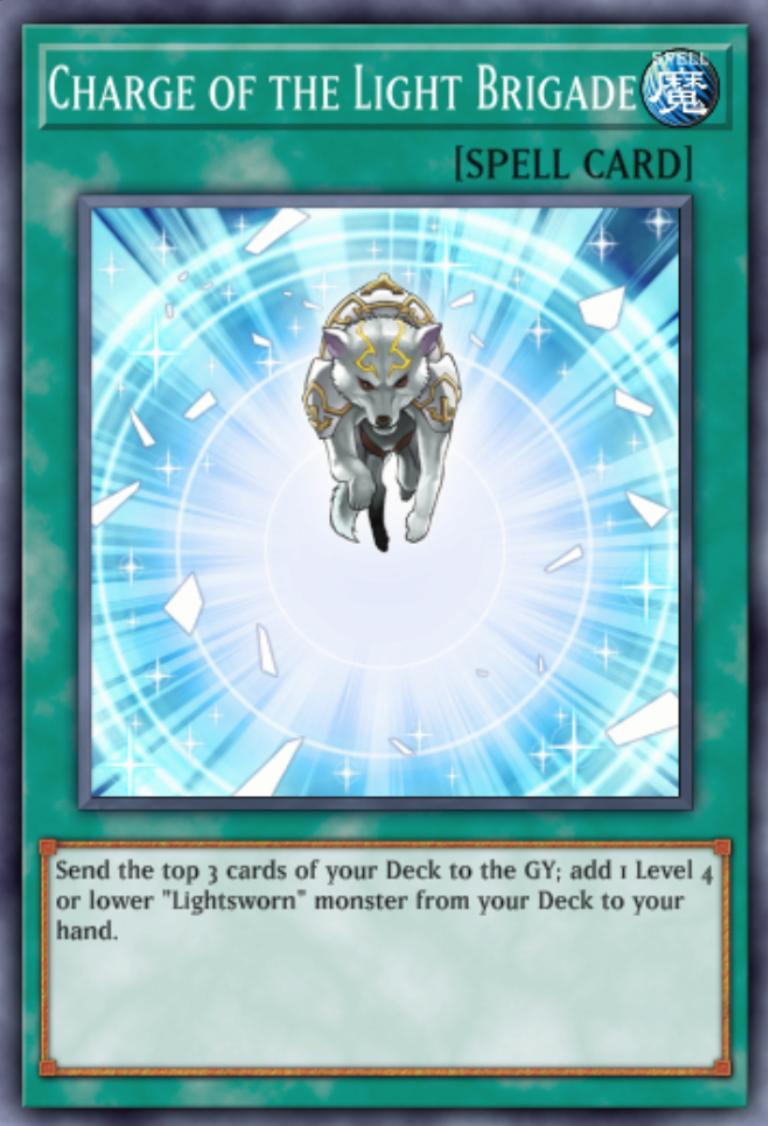 CHARGE OF THE LIGHT BRIGADE
SPELL
魔
[SPELL CARD]
Send the top 3 cards of your Deck to the GY; add 1 Level 4
or lower "Lightsworn" monster from your Deck to your
hand.